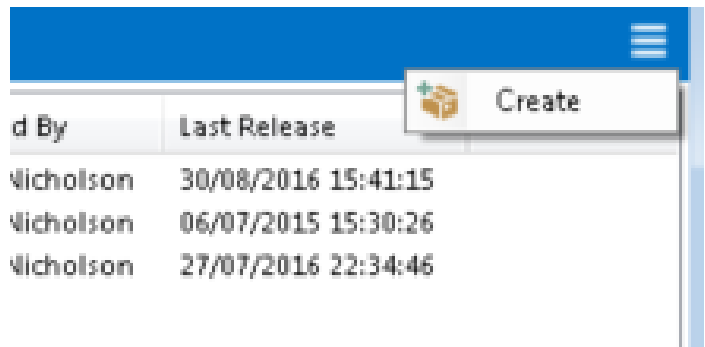 Create
d By Last Release
Nicholson 30/08/2016 15:41:15
Nicholson 06/07/2015 15:30:26
Nicholson 27/07/2016 22:34:46